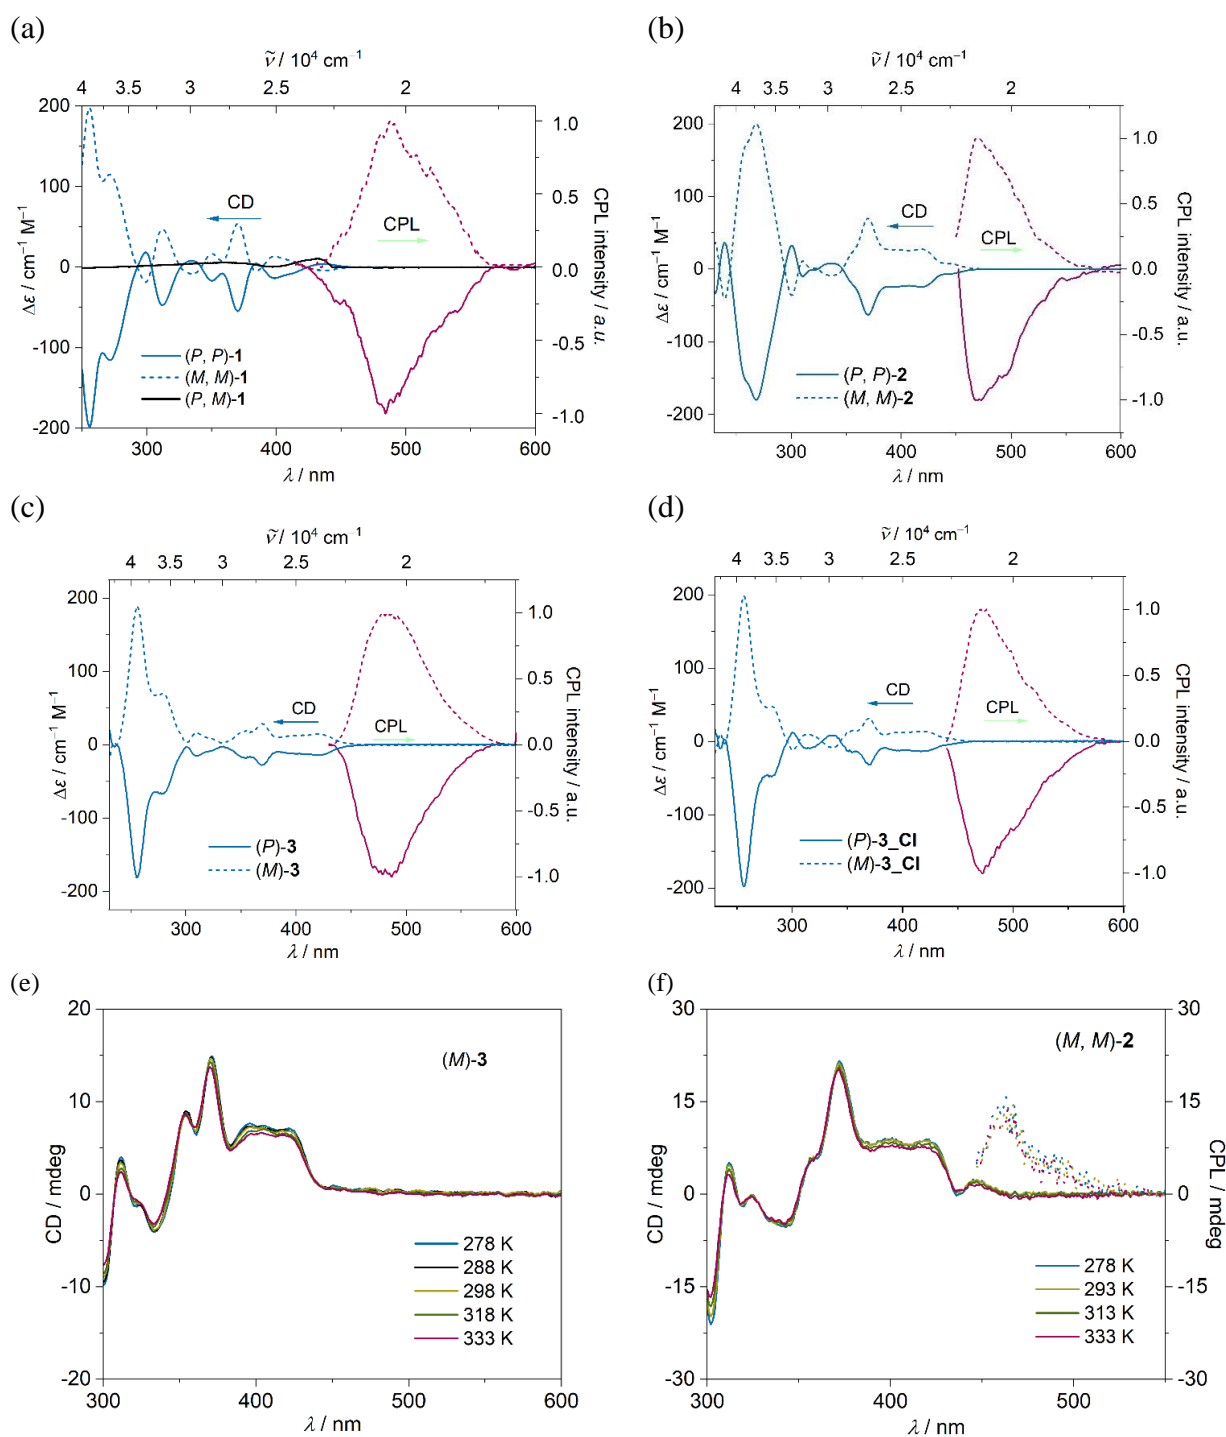 (a)
ν̃ / 10⁴ cm⁻¹
4 3.5 3 2.5 2
200
100
0
-100
-200
Δε / cm⁻¹ M⁻¹
1.0
0.5
0.0
-0.5
-1.0
CPL intensity / a.u.
CD
CPL
(P, P)-1
(M, M)-1
(P, M)-1
300 400 500 600
λ / nm
(b)
ν̃ / 10⁴ cm⁻¹
4 3.5 3 2.5 2
200
100
0
-100
-200
Δε / cm⁻¹ M⁻¹
1.0
0.5
0.0
-0.5
-1.0
CPL intensity / a.u.
CD
CPL
(P, P)-2
(M, M)-2
300 400 500 600
λ / nm
(c)
ν̃ / 10⁴ cm⁻¹
4 3.5 3 2.5 2
200
100
0
-100
-200
Δε / cm⁻¹ M⁻¹
1.0
0.5
0.0
-0.5
-1.0
CPL intensity / a.u.
CD
CPL
(P)-3
(M)-3
300 400 500 600
λ / nm
(d)
ν̃ / 10⁴ cm⁻¹
4 3.5 3 2.5 2
200
100
0
-100
-200
Δε / cm⁻¹ M⁻¹
1.0
0.5
0.0
-0.5
-1.0
CPL intensity / a.u.
CD
CPL
(P)-3_Cl
(M)-3_Cl
300 400 500 600
λ / nm
(e)
20
10
0
-10
-20
CD / mdeg
(M)-3
278 K
288 K
298 K
318 K
333 K
300 400 500 600
λ / nm
(f)
30
15
0
-15
-30
CD / mdeg
30
15
0
-15
-30
CPL / mdeg
(M, M)-2
278 K
293 K
313 K
333 K
300 400 500
λ / nm